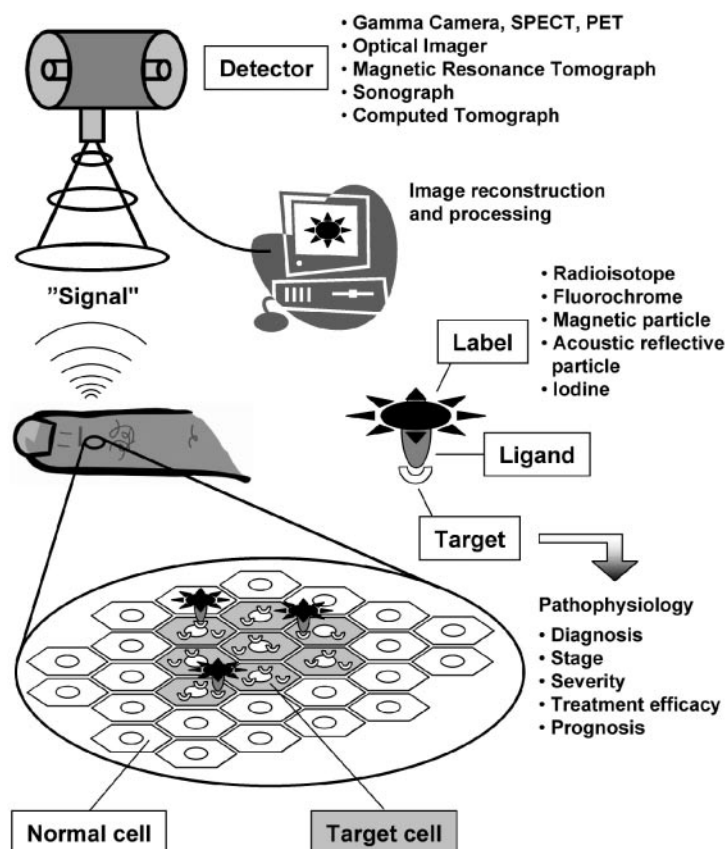 • Gamma Camera, SPECT, PET
• Optical Imager
• Magnetic Resonance Tomograph
• Sonograph
• Computed Tomograph
Detector
Image reconstruction
and processing
"Signal"
• Radioisotope
• Fluorochrome
• Magnetic particle
• Acoustic reflective
particle
• Iodine
Label
Ligand
Target
Pathophysiology
• Diagnosis
• Stage
• Severity
• Treatment efficacy
• Prognosis
Normal cell
Target cell